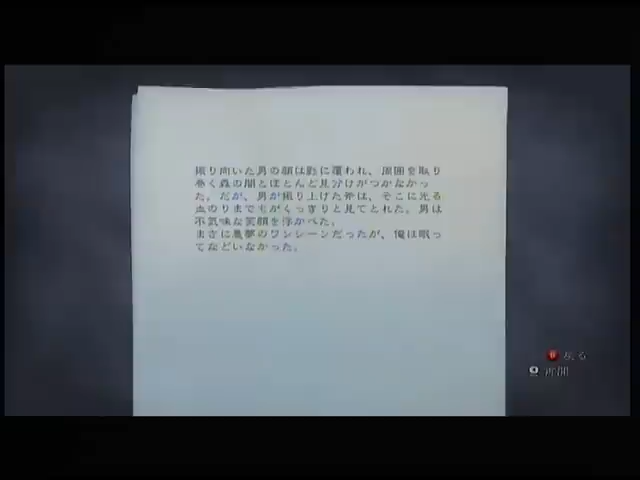 振り向いた男の顔は影に覆われ、周囲を取り
巻く森の闇とほとんど見分けがつかなかっ
た。だが、男が振り上げた斧は、そこに光る
血のりまでもがくっきりと見てとれた。男は
不気味な笑顔を浮かべた。
まさに悪夢のワンシーンだったが、俺は眠っ
てなどいなかった。
B 戻る
再開